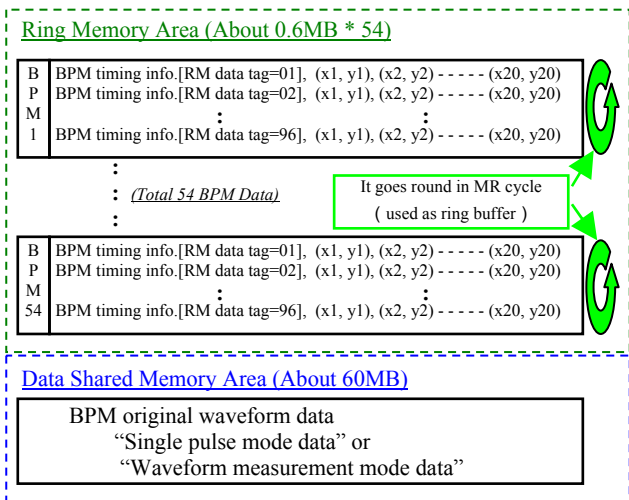 Ring Memory Area (About 0.6MB * 54)
B P M 1
BPM timing info.[RM data tag=01], (x1, y1), (x2, y2) - - - - - (x20, y20)
BPM timing info.[RM data tag=02], (x1, y1), (x2, y2) - - - - - (x20, y20)
: :
BPM timing info.[RM data tag=96], (x1, y1), (x2, y2) - - - - - (x20, y20)
:
: (Total 54 BPM Data)
:
It goes round in MR cycle
( used as ring buffer )
B P M 54
BPM timing info.[RM data tag=01], (x1, y1), (x2, y2) - - - - - (x20, y20)
BPM timing info.[RM data tag=02], (x1, y1), (x2, y2) - - - - - (x20, y20)
: :
BPM timing info.[RM data tag=96], (x1, y1), (x2, y2) - - - - - (x20, y20)
Data Shared Memory Area (About 60MB)
BPM original waveform data
“Single pulse mode data” or
“Waveform measurement mode data”